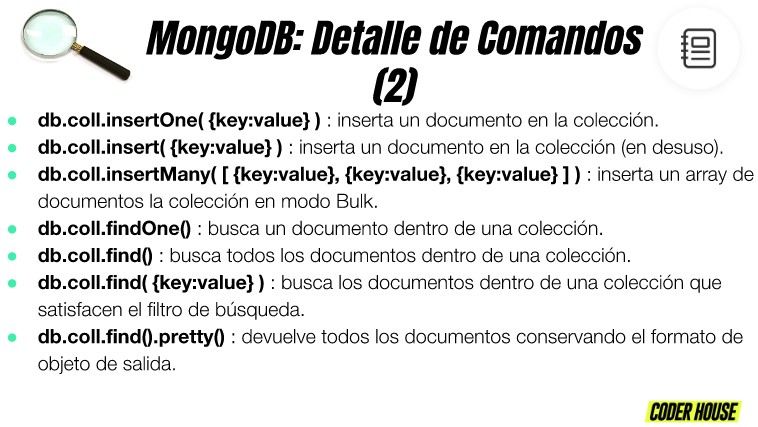 MongoDB: Detalle de Comandos
(2)
● db.coll.insertOne( {key:value} ) : inserta un documento en la colección.
● db.coll.insert( {key:value} ) : inserta un documento en la colección (en desuso).
● db.coll.insertMany( [ {key:value}, {key:value}, {key:value} ] ) : inserta un array de
documentos la colección en modo Bulk.
● db.coll.findOne() : busca un documento dentro de una colección.
● db.coll.find() : busca todos los documentos dentro de una colección.
● db.coll.find( {key:value} ) : busca los documentos dentro de una colección que
satisfacen el filtro de búsqueda.
● db.coll.find().pretty() : devuelve todos los documentos conservando el formato de
objeto de salida.
CODER HOUSE